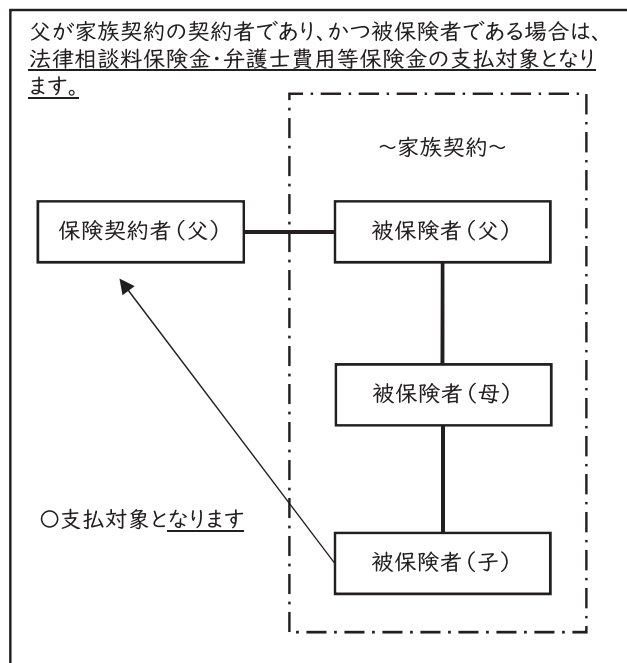 父が家族契約の契約者であり、かつ被保険者である場合は、
法律相談料保険金・弁護士費用等保険金の支払対象となり
ます。
～家族契約～
保険契約者（父）
被保険者（父）
被保険者（母）
〇支払対象となります
被保険者（子）